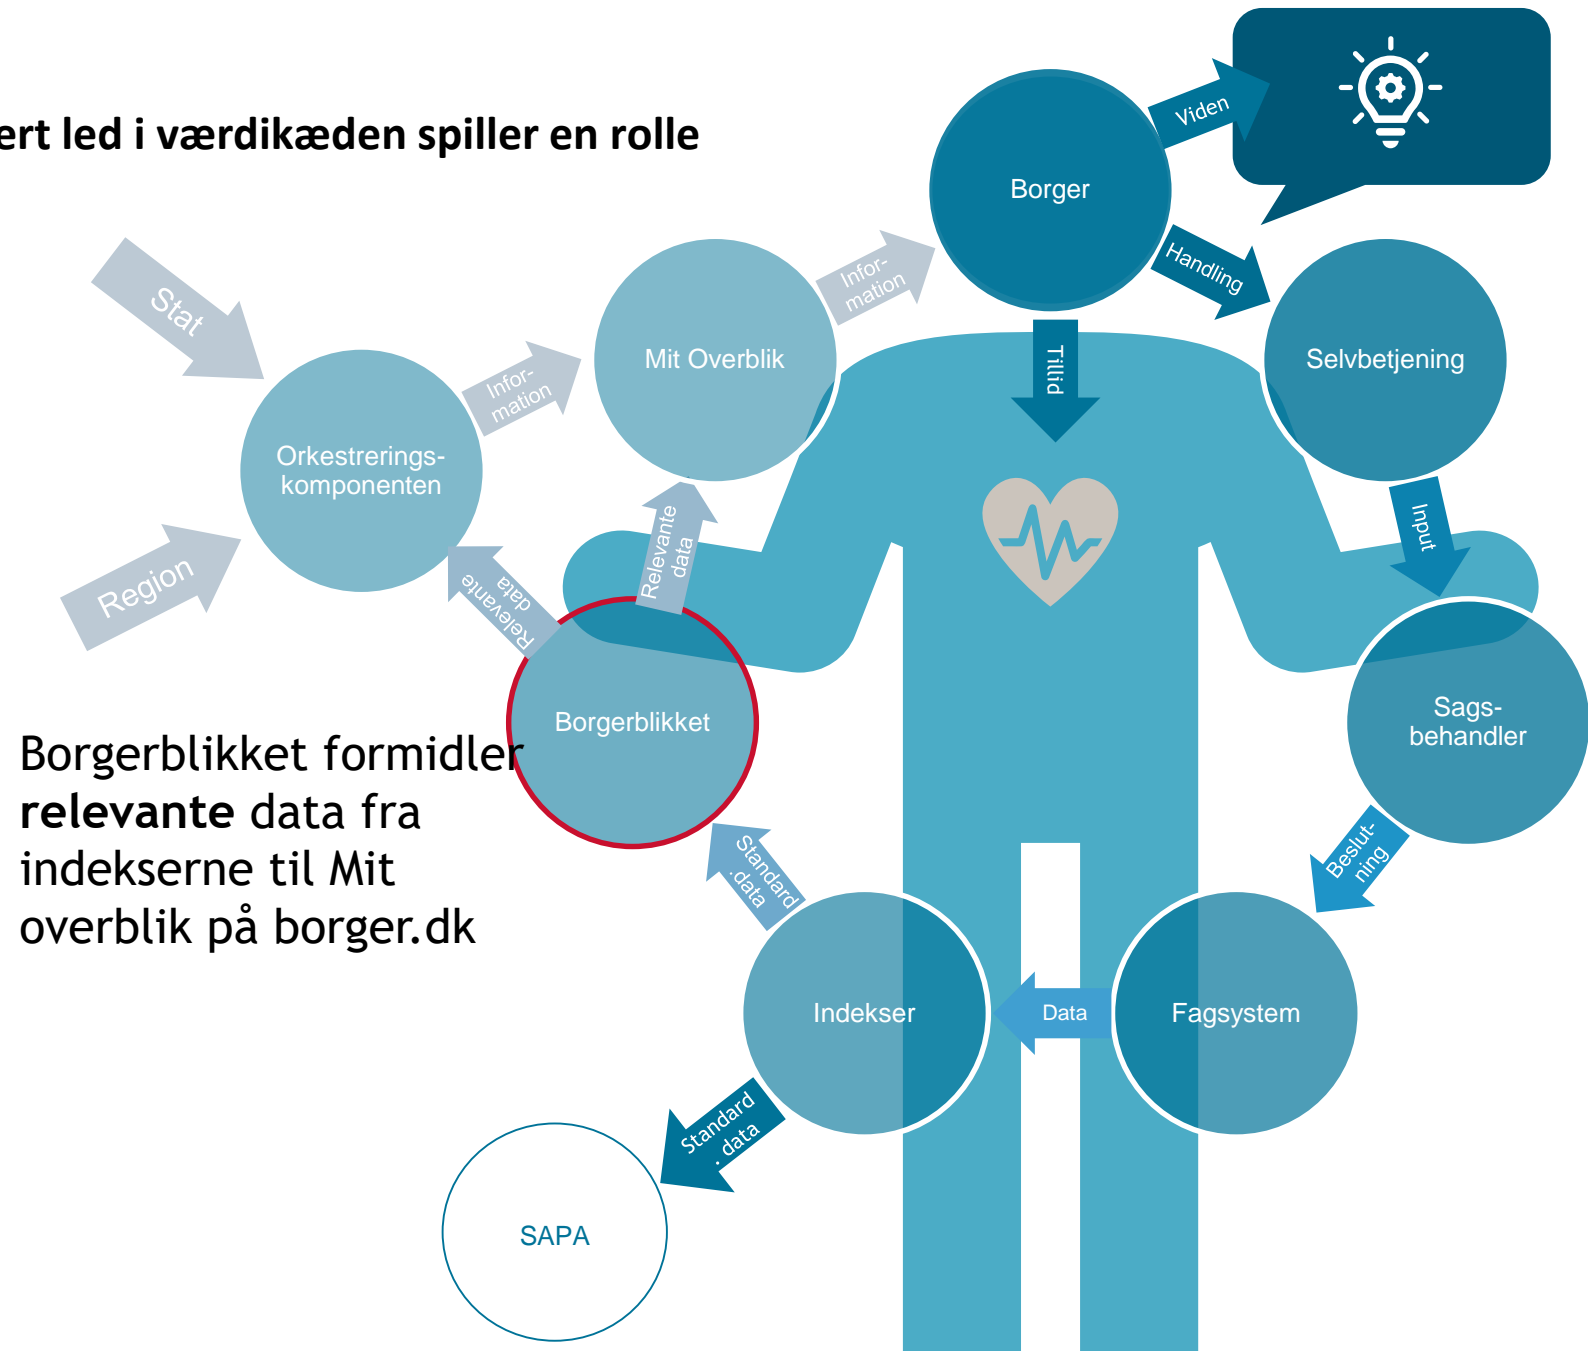 ert led i værdikæden spiller en rolle
Viden
Borger
Handling
Infor-
mation
Tillid
Stat
Mit Overblik
Selvbetjening
Infor-
mation
Orkestrerings-
komponenten
Input
Relevante
data
Region
Relevante
data
Borgerblikket
Sags-
behandler
Borgerblikket formidler
relevante data fra
indekserne til Mit
overblik på borger.dk
Standard
.data
Beslut-
ning
Indekser
Data
Fagsystem
Standard
. data
SAPA